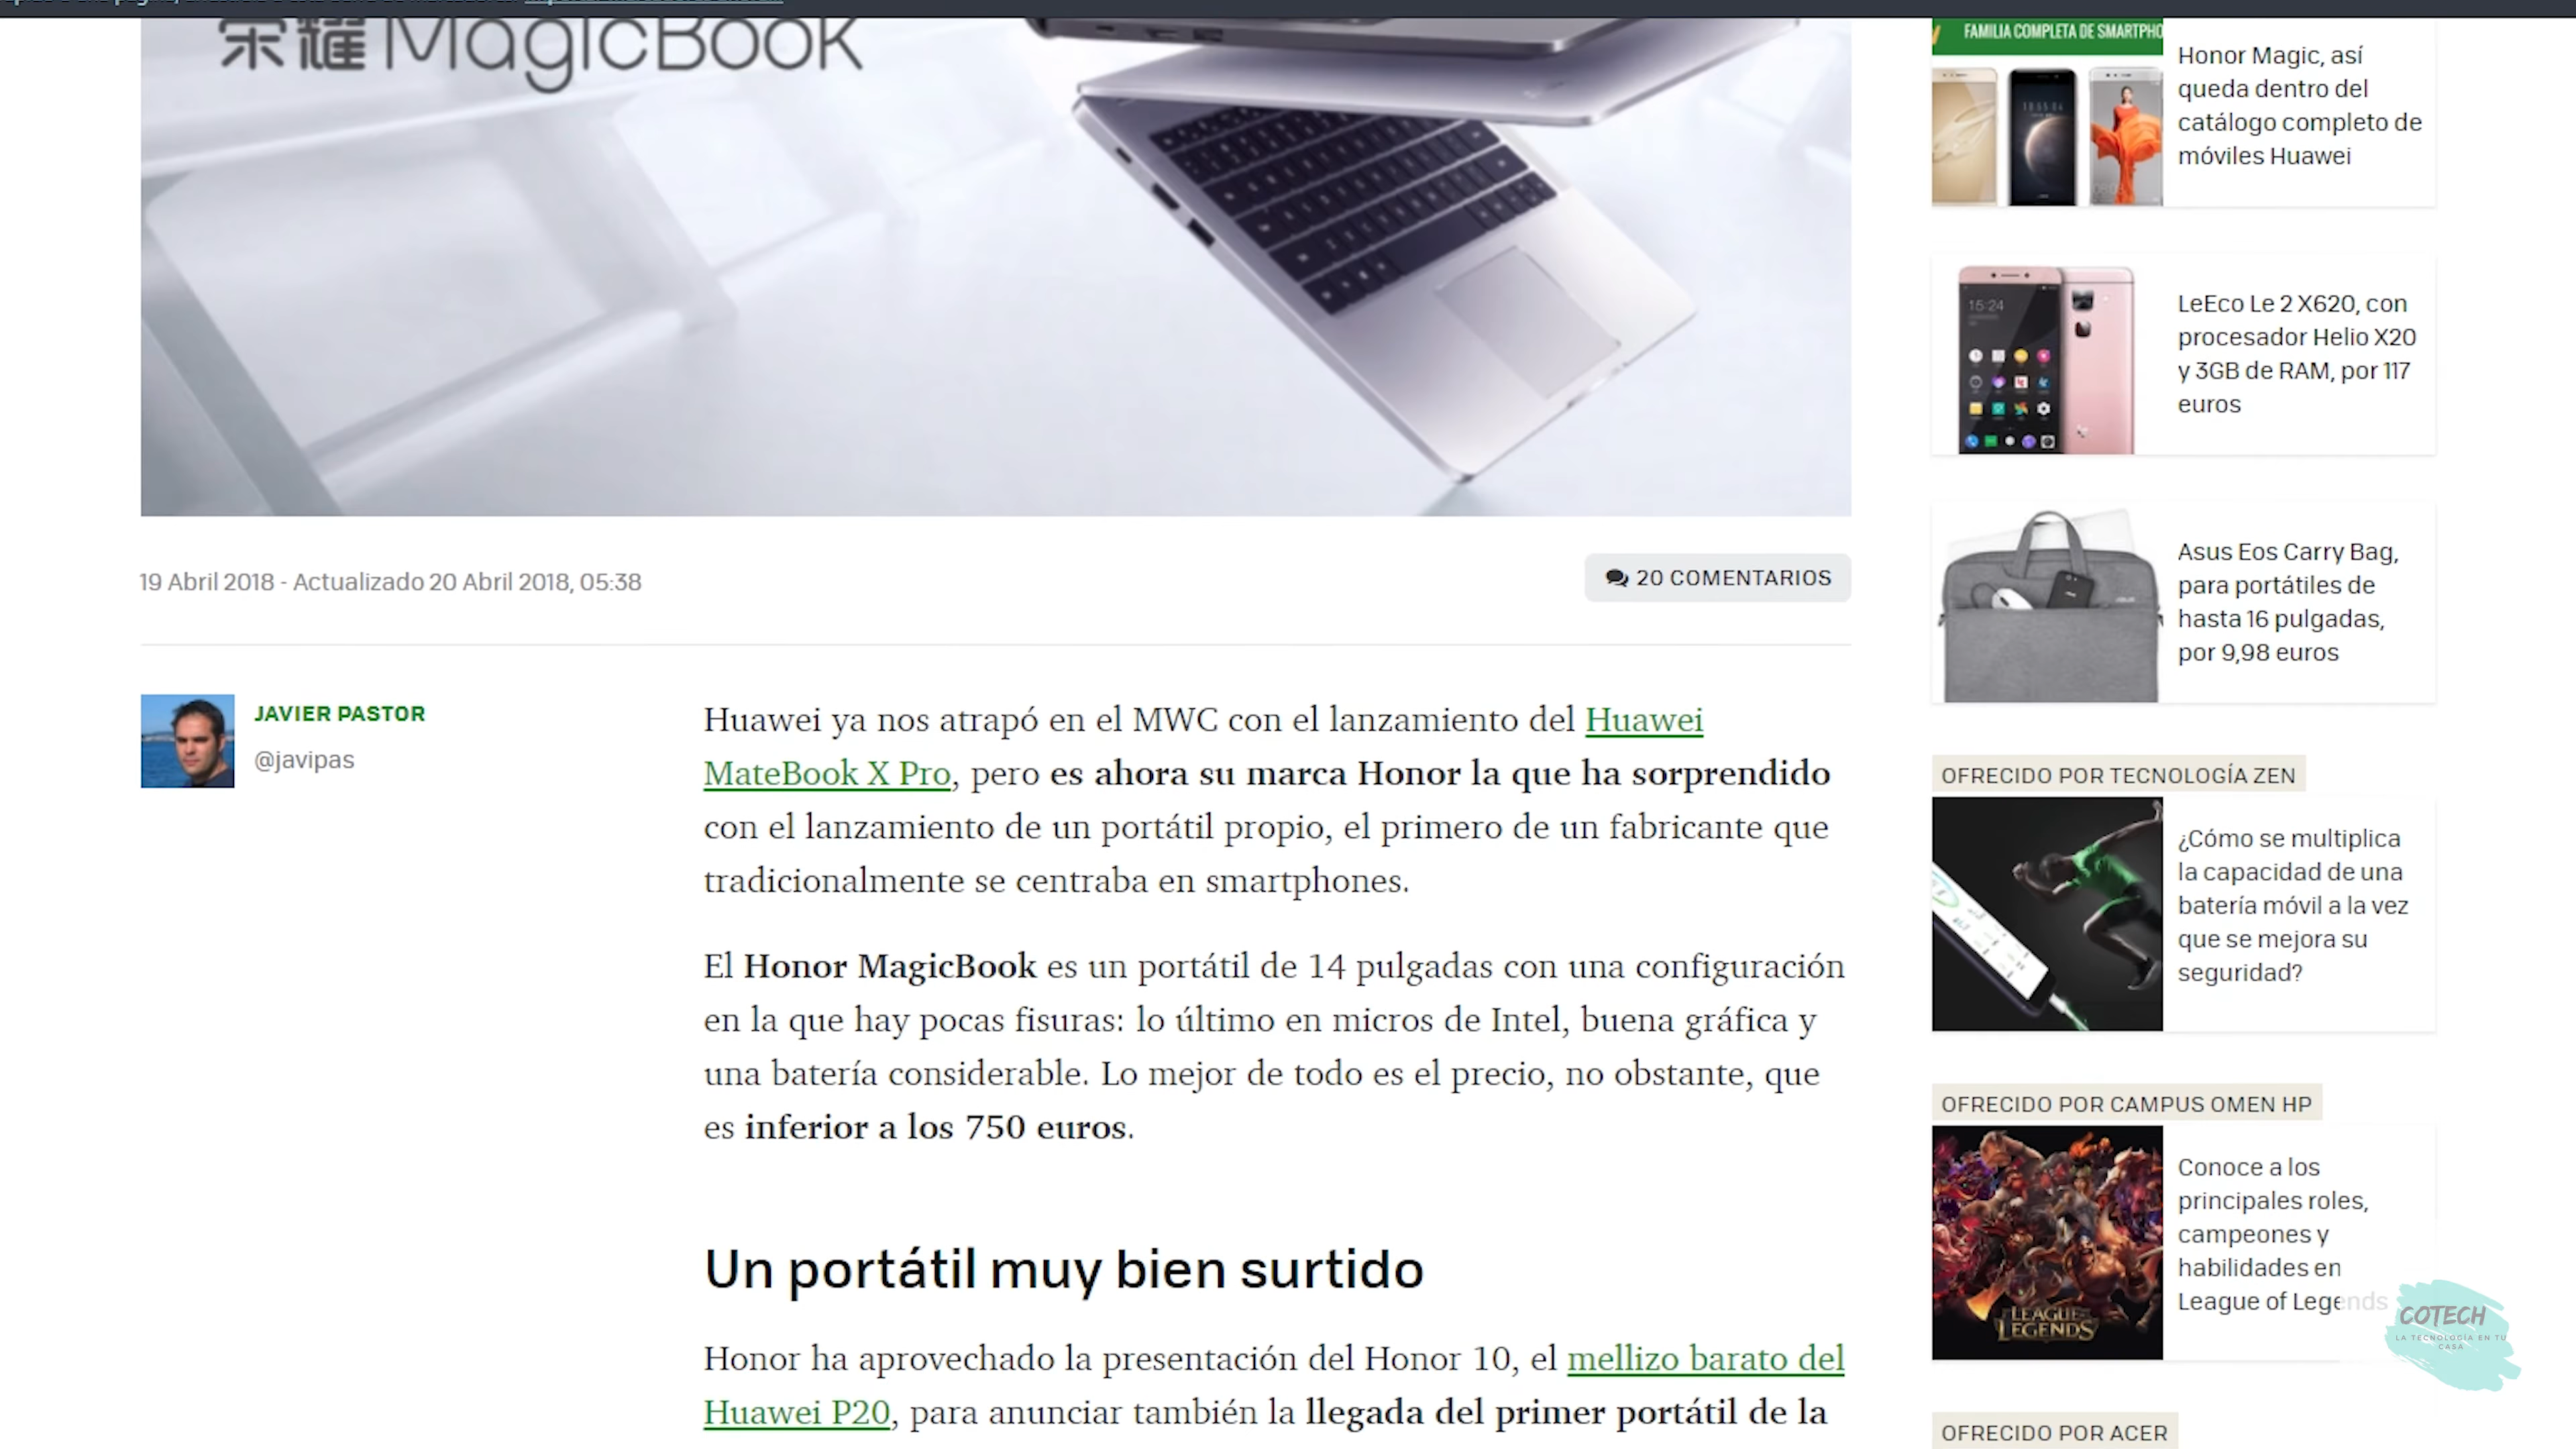 荣耀 MagicBook
19 Abril 2018 - Actualizado 20 Abril 2018, 05:38
20 COMENTARIOS
JAVIER PASTOR
@javipas
Huawei ya nos atrapó en el MWC con el lanzamiento del Huawei
MateBook X Pro, pero es ahora su marca Honor la que ha sorprendido
con el lanzamiento de un portátil propio, el primero de un fabricante que
tradicionalmente se centraba en smartphones.
El Honor MagicBook es un portátil de 14 pulgadas con una configuración
en la que hay pocas fisuras: lo último en micros de Intel, buena gráfica y
una batería considerable. Lo mejor de todo es el precio, no obstante, que
es inferior a los 750 euros.
Un portátil muy bien surtido
Honor ha aprovechado la presentación del Honor 10, el mellizo barato del
Huawei P20, para anunciar también la llegada del primer portátil de la
FAMILIA COMPLETA DE SMARTPHO
Honor Magic, así
queda dentro del
catálogo completo de
móviles Huawei
15:24
LeEco Le 2 X620, con
procesador Helio X20
y 3GB de RAM, por 117
euros
Asus Eos Carry Bag,
para portátiles de
hasta 16 pulgadas,
por 9,98 euros
OFRECIDO POR TECNOLOGÍA ZEN
¿Cómo se multiplica
la capacidad de una
batería móvil a la vez
que se mejora su
seguridad?
OFRECIDO POR CAMPUS OMEN HP
LEAGUE OF
LEGENDS
Conoce a los
principales roles,
campeones y
habilidades en
League of Legends
COTECH
LA TECNOLOGÍA EN TU
CASA
OFRECIDO POR ACER